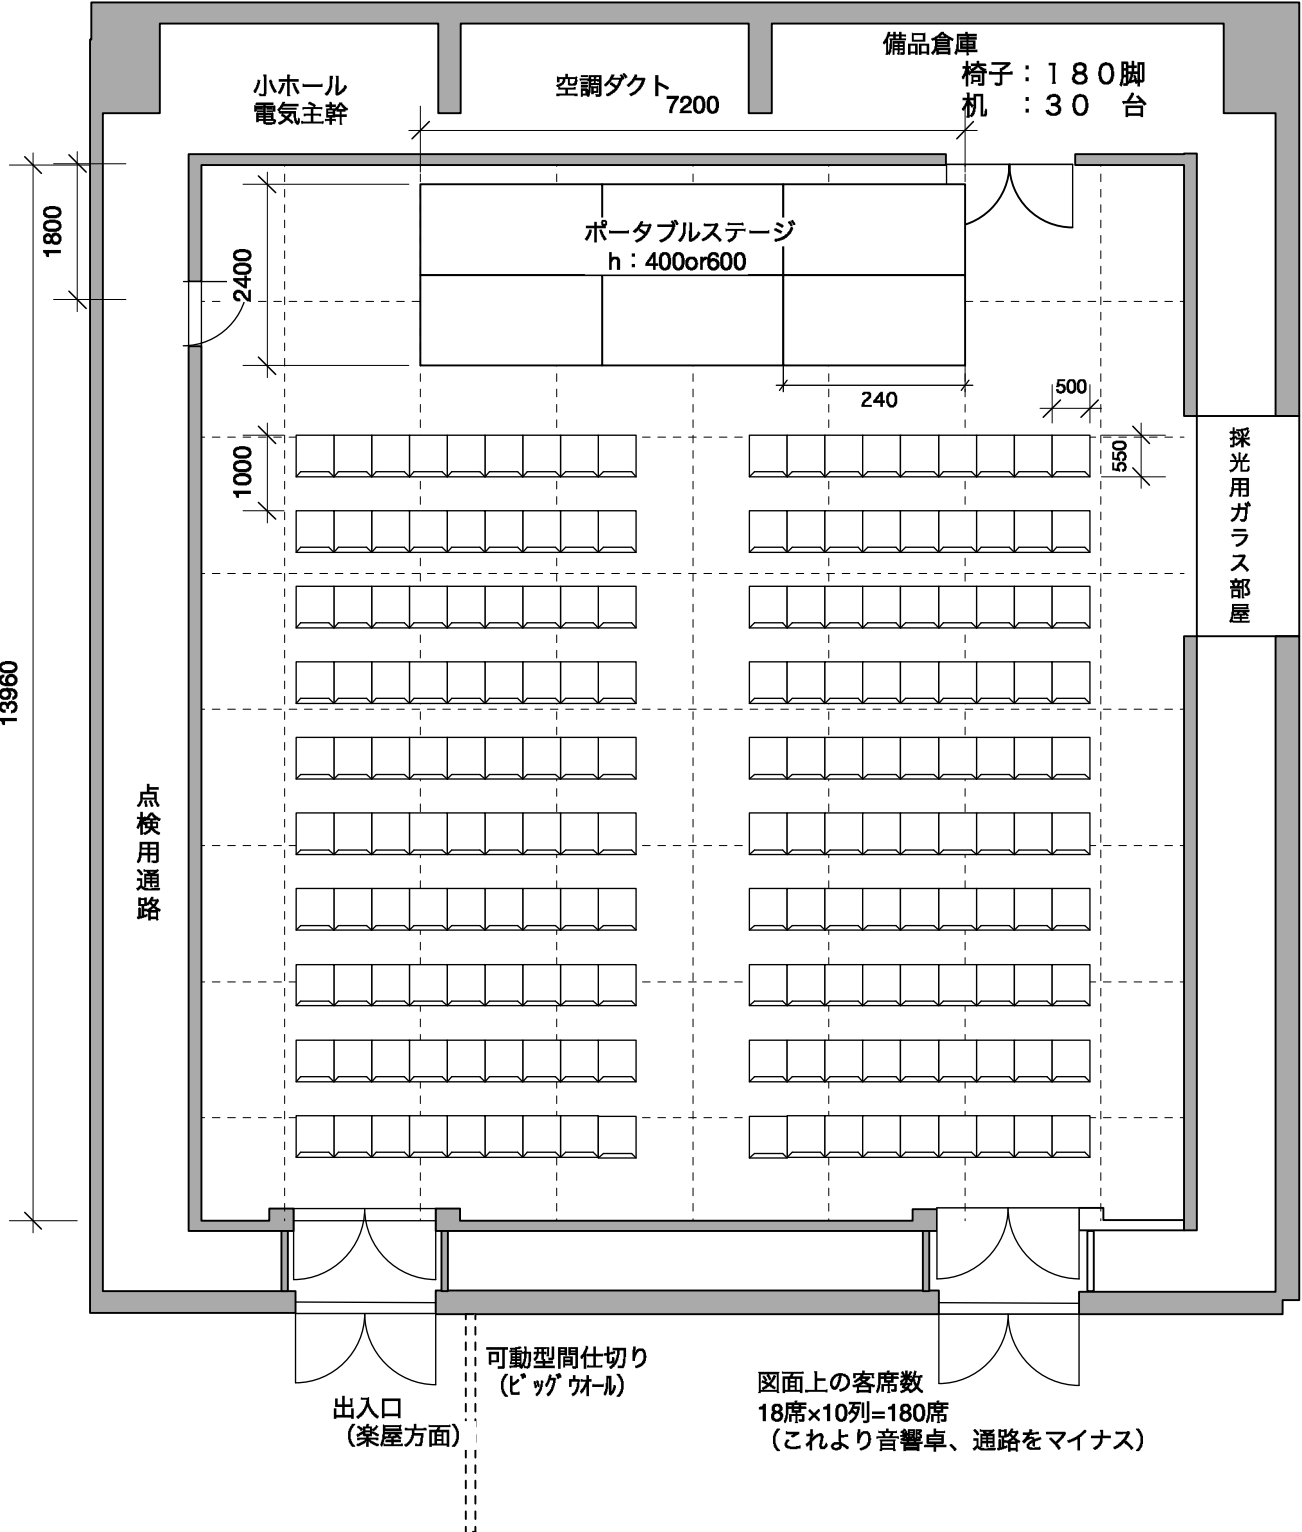 備品倉庫
椅子：１８０脚
机　：３０　台
小ホール
電気主幹
空調ダクト
7200
1800
2400
ポータブルステージ
h：400or600
240
500
550
1000
採光用ガラス部屋
13960
点検用通路
可動型間仕切り
（ビッグウオール）
出入口
（楽屋方面）
図面上の客席数
18席×10列=180席
（これより音響卓、通路をマイナス）